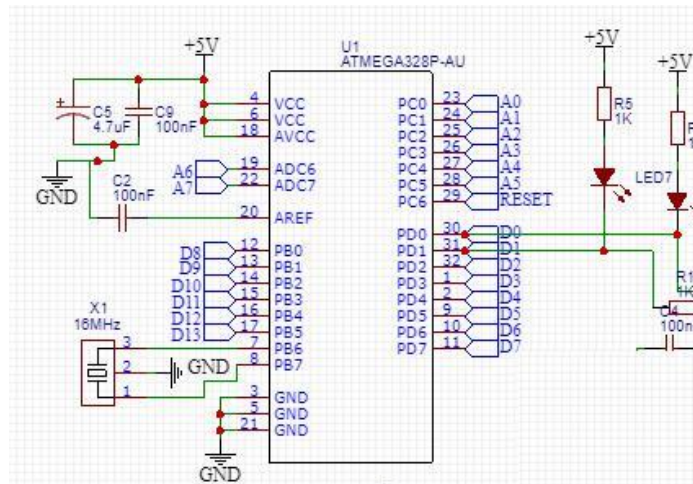 U1
ATMEGA328P-AU
+5V
+5V
+5V
C5
4.7uF
C9
100nF
GND
C2
100nF
4 VCC
6 VCC
18 AVCC
A6 19 ADC6
A7 22 ADC7
20 AREF
D8 12 PB0
D9 13 PB1
D10 14 PB2
D11 15 PB3
D12 16 PB4
D13 17 PB5
7 PB6
8 PB7
3 GND
5 GND
21 GND
GND
X1
16MHz
3
2
1
GND
PC0 23 A0
PC1 24 A1
PC2 25 A2
PC3 26 A3
PC4 27 A4
PC5 28 A5
PC6 29 RESET
PD0 30 D0
PD1 31 D1
PD2 32 D2
PD3 1 D3
PD4 2 D4
PD5 9 D5
PD6 10 D6
PD7 11 D7
R5
1K
LED7
C4